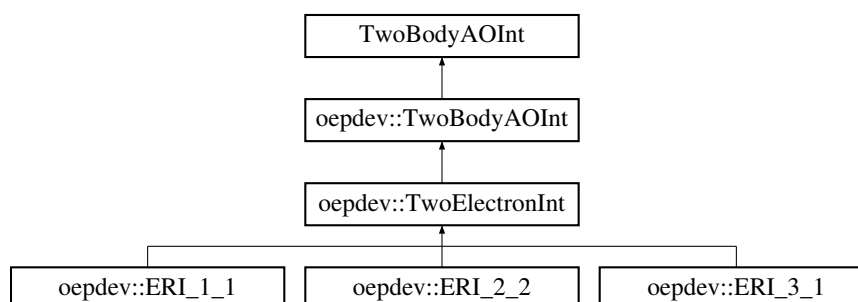 TwoBodyAOInt
oepdev::TwoBodyAOInt
oepdev::TwoElectronInt
oepdev::ERI_1_1 oepdev::ERI_2_2 oepdev::ERI_3_1